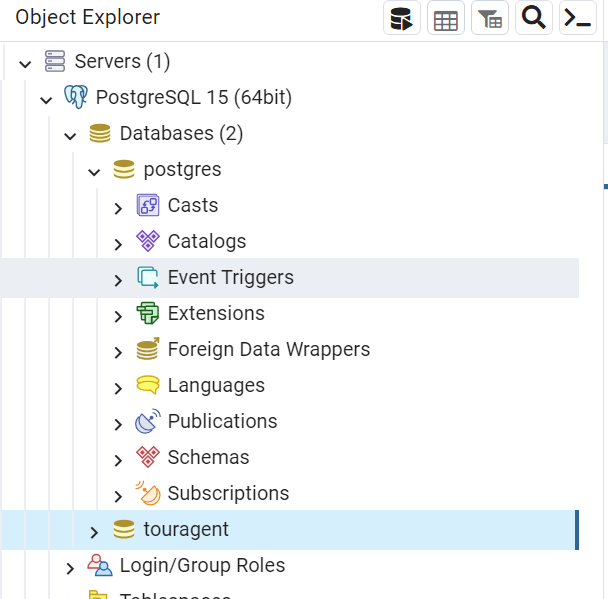 Object Explorer
Servers (1)
PostgreSQL 15 (64bit)
Databases (2)
postgres
Casts
Catalogs
Event Triggers
Extensions
Foreign Data Wrappers
Languages
Publications
Schemas
Subscriptions
touragent
Login/Group Roles
Tablespaces